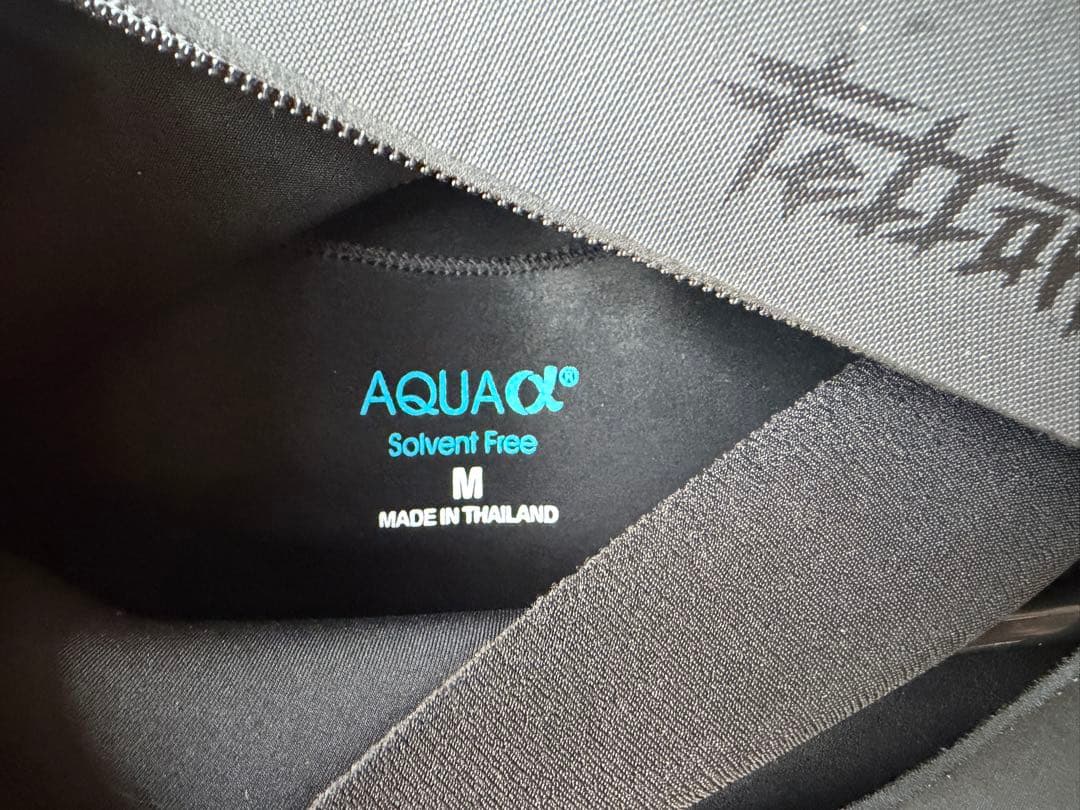 AQUAα®
Solvent Free
M
MADE IN THAILAND